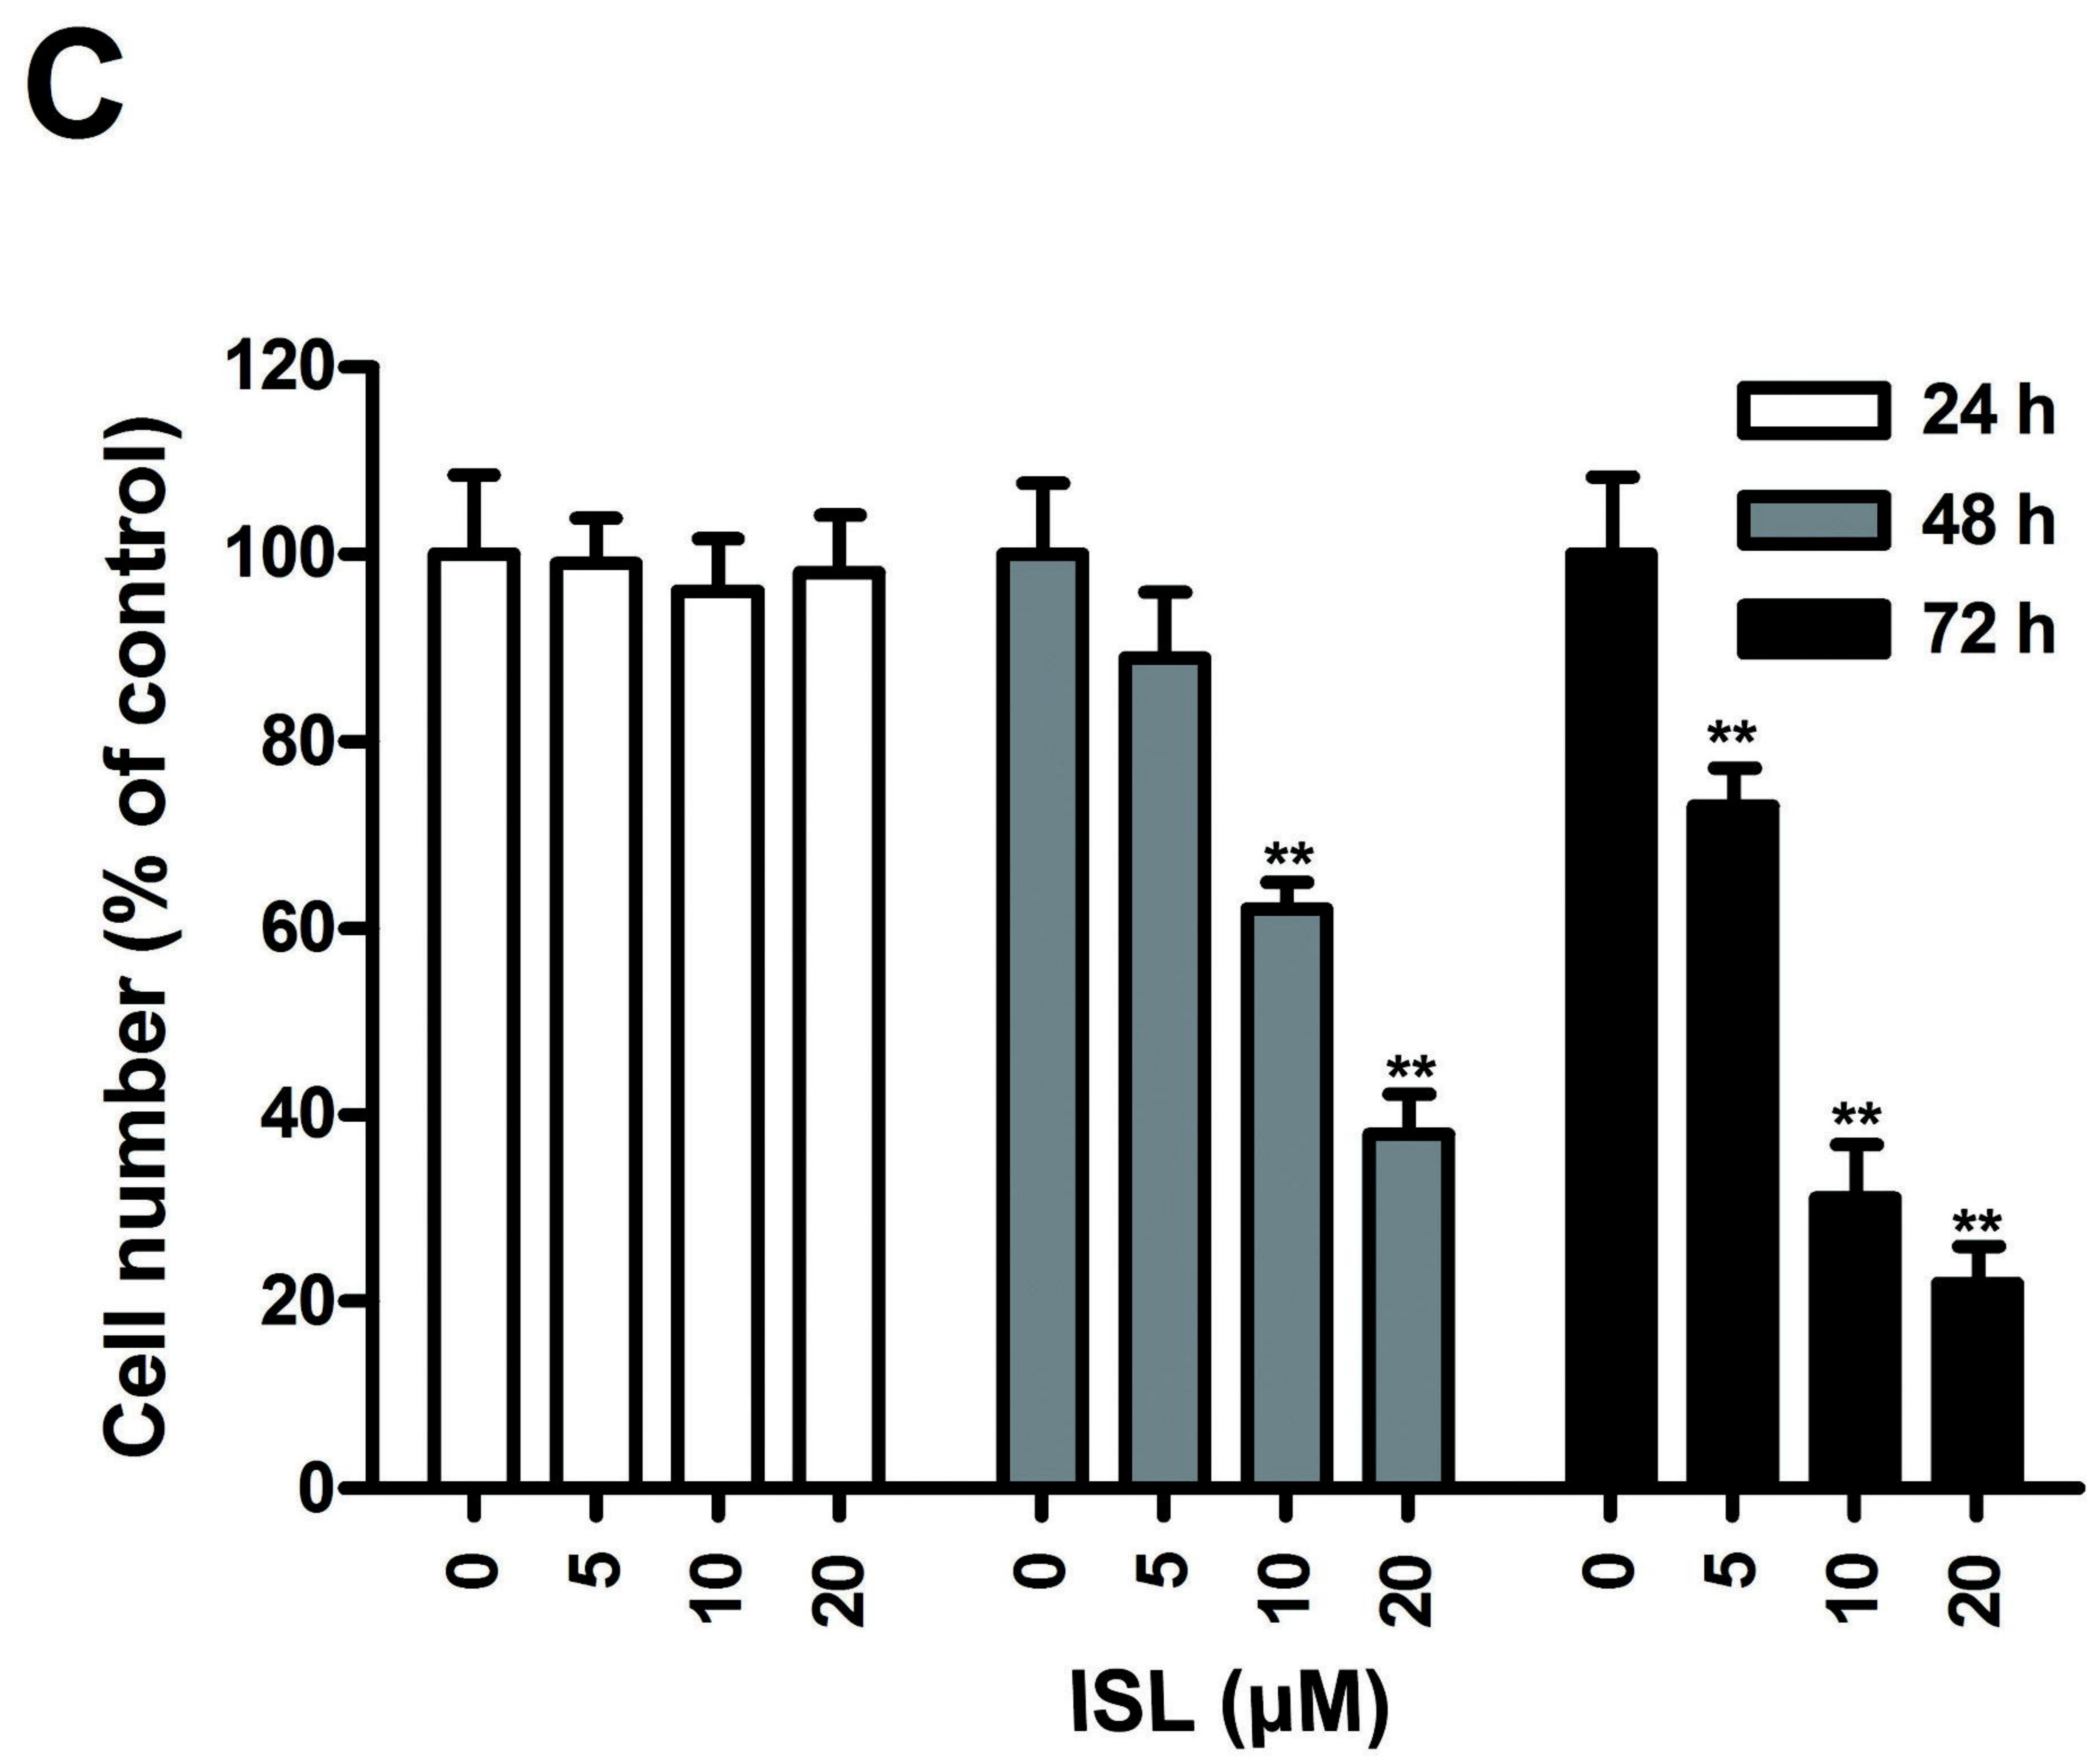 C
Cell number (% of control)
120
100
80
60
40
20
0
24 h
48 h
72 h
**
**
**
**
**
0 5 10 20 0 5 10 20 0 5 10 20
ISL (μM)